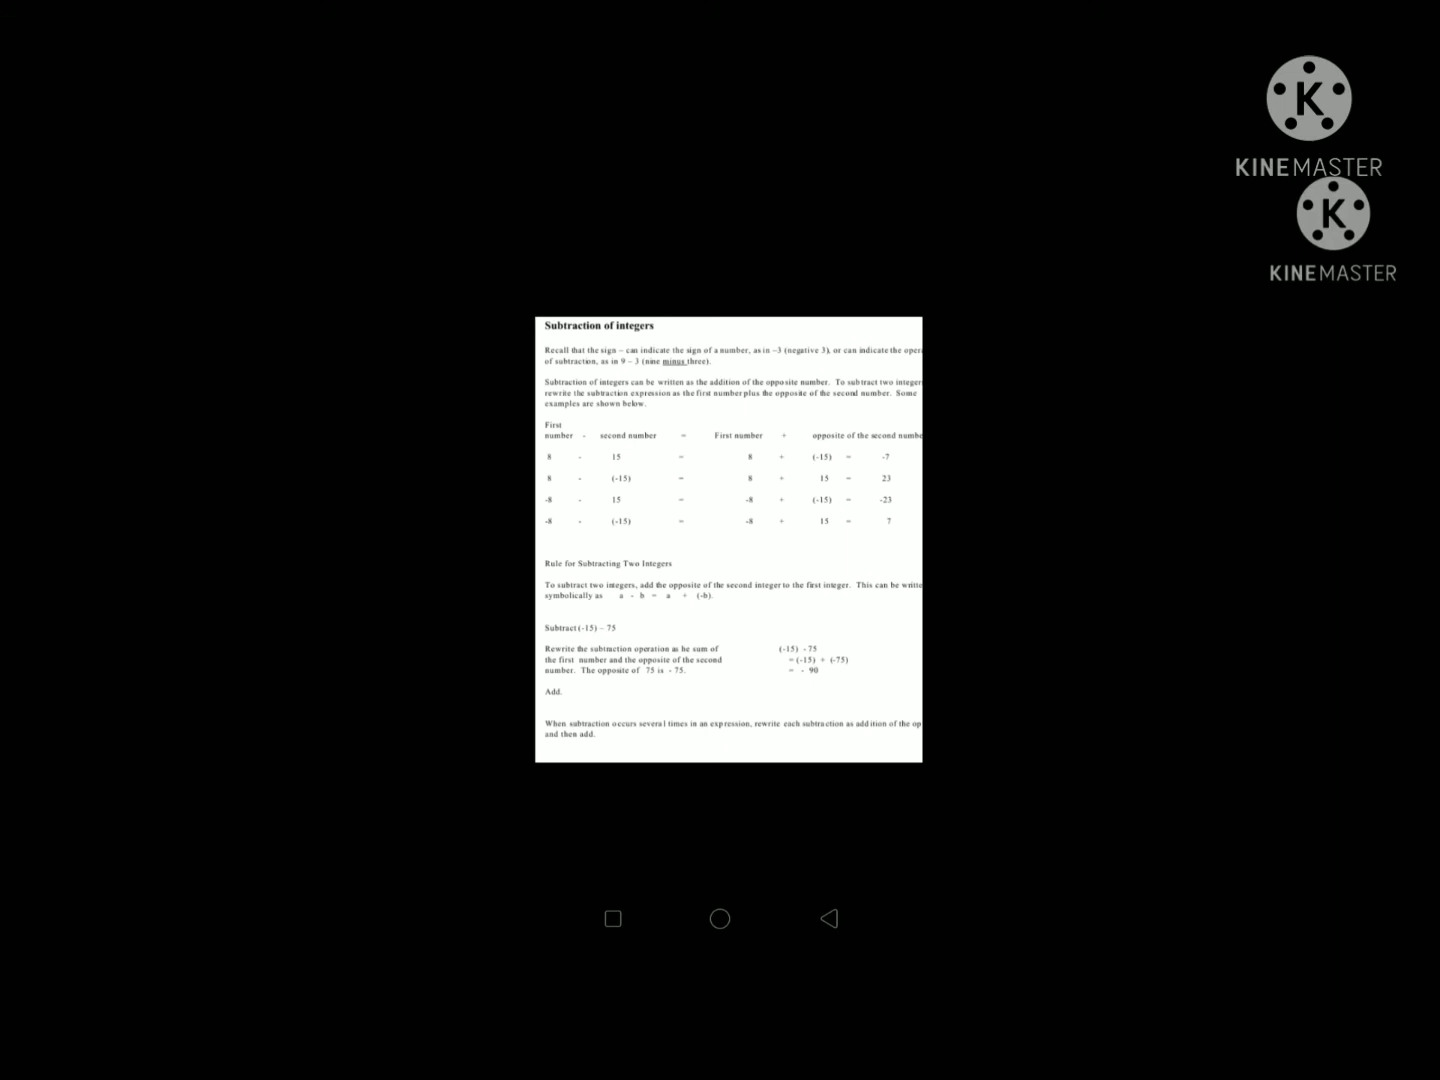 KINEMASTER
KINEMASTER
Subtraction of integers
Recall that the sign – can indicate the sign of a number, as in –3 (negative 3), or can indicate the oper
of subtraction, as in 9 – 3 (nine minus three).
Subtraction of integers can be written as the addition of the opposite number. To subtract two integer
rewrite the subtraction expression as the first number plus the opposite of the second number. Some
examples are shown below.
First
number - second number = First number + opposite of the second numbe
8 - 15 = 8 + (-15) = -7
8 - (-15) = 8 + 15 = 23
-8 - 15 = -8 + (-15) = -23
-8 - (-15) = -8 + 15 = 7
Rule for Subtracting Two Integers
To subtract two integers, add the opposite of the second integer to the first integer. This can be writte
symbolically as a - b = a + (-b).
Subtract (-15) – 75
Rewrite the subtraction operation as he sum of (-15) - 75
the first number and the opposite of the second = (-15) + (-75)
number. The opposite of 75 is - 75. = - 90
Add.
When subtraction occurs several times in an expression, rewrite each subtraction as addition of the op
and then add.